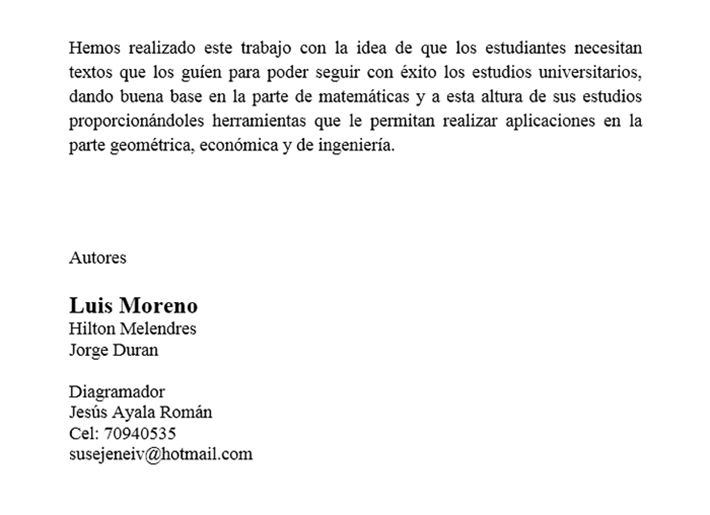 Hemos realizado este trabajo con la idea de que los estudiantes necesitan
textos que los guíen para poder seguir con éxito los estudios universitarios,
dando buena base en la parte de matemáticas y a esta altura de sus estudios
proporcionándoles herramientas que le permitan realizar aplicaciones en la
parte geométrica, económica y de ingeniería.
Autores
Luis Moreno
Hilton Melendres
Jorge Duran
Diagramador
Jesús Ayala Román
Cel: 70940535
susejeneiv@hotmail.com